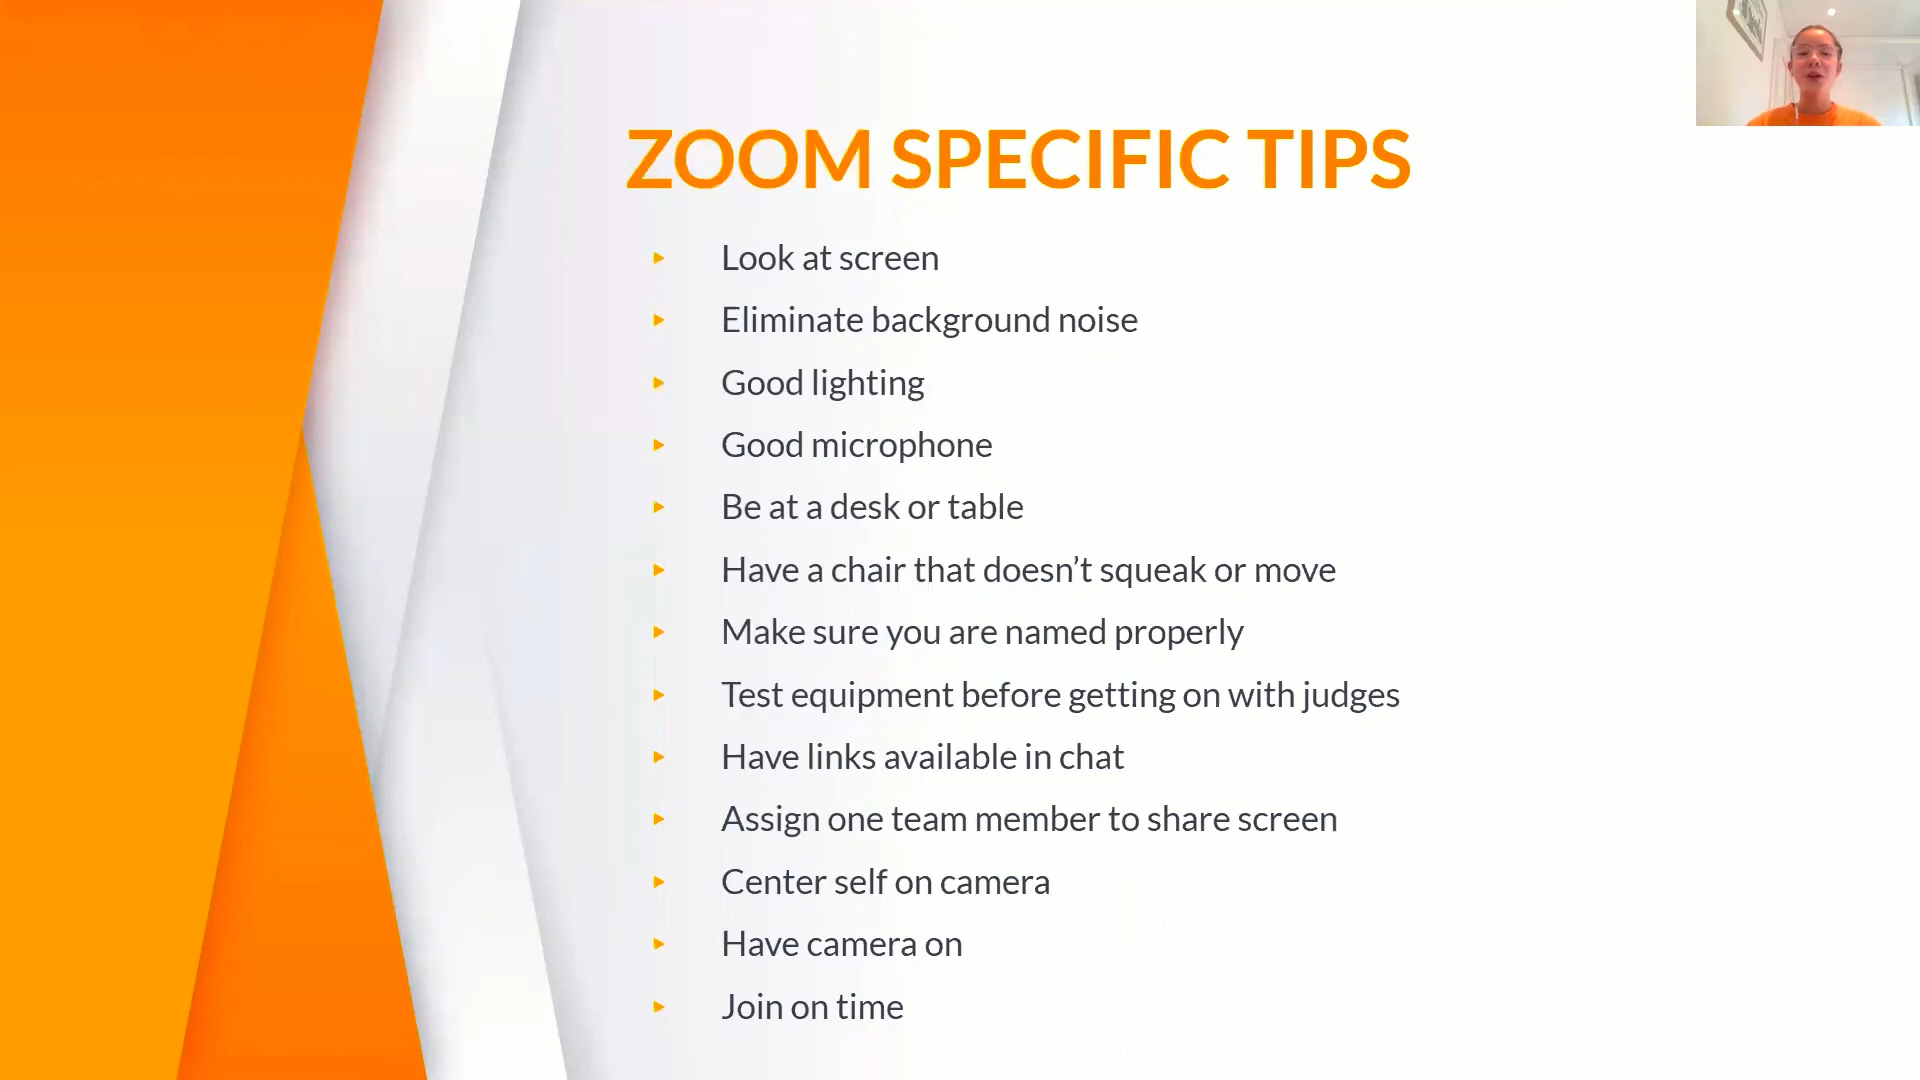 ZOOM SPECIFIC TIPS
Look at screen
Eliminate background noise
Good lighting
Good microphone
Be at a desk or table
Have a chair that doesn’t squeak or move
Make sure you are named properly
Test equipment before getting on with judges
Have links available in chat
Assign one team member to share screen
Center self on camera
Have camera on
Join on time